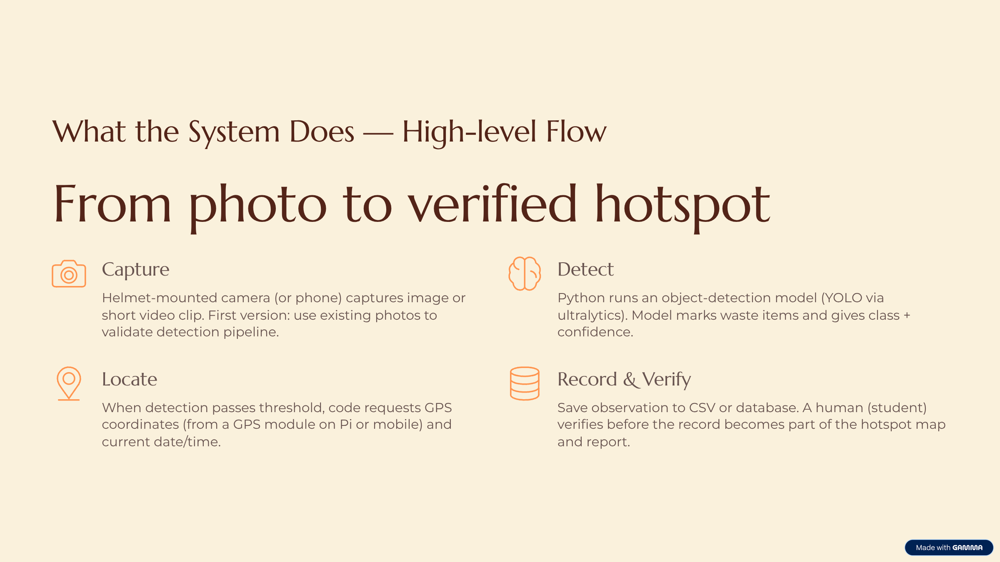 What the System Does — High-level Flow
From photo to verified hotspot
Capture
Helmet-mounted camera (or phone) captures image or
short video clip. First version: use existing photos to
validate detection pipeline.
Detect
Python runs an object-detection model (YOLO via
ultralytics). Model marks waste items and gives class +
confidence.
Locate
When detection passes threshold, code requests GPS
coordinates (from a GPS module on Pi or mobile) and
current date/time.
Record & Verify
Save observation to CSV or database. A human (student)
verifies before the record becomes part of the hotspot map
and report.
Made with GAMMA